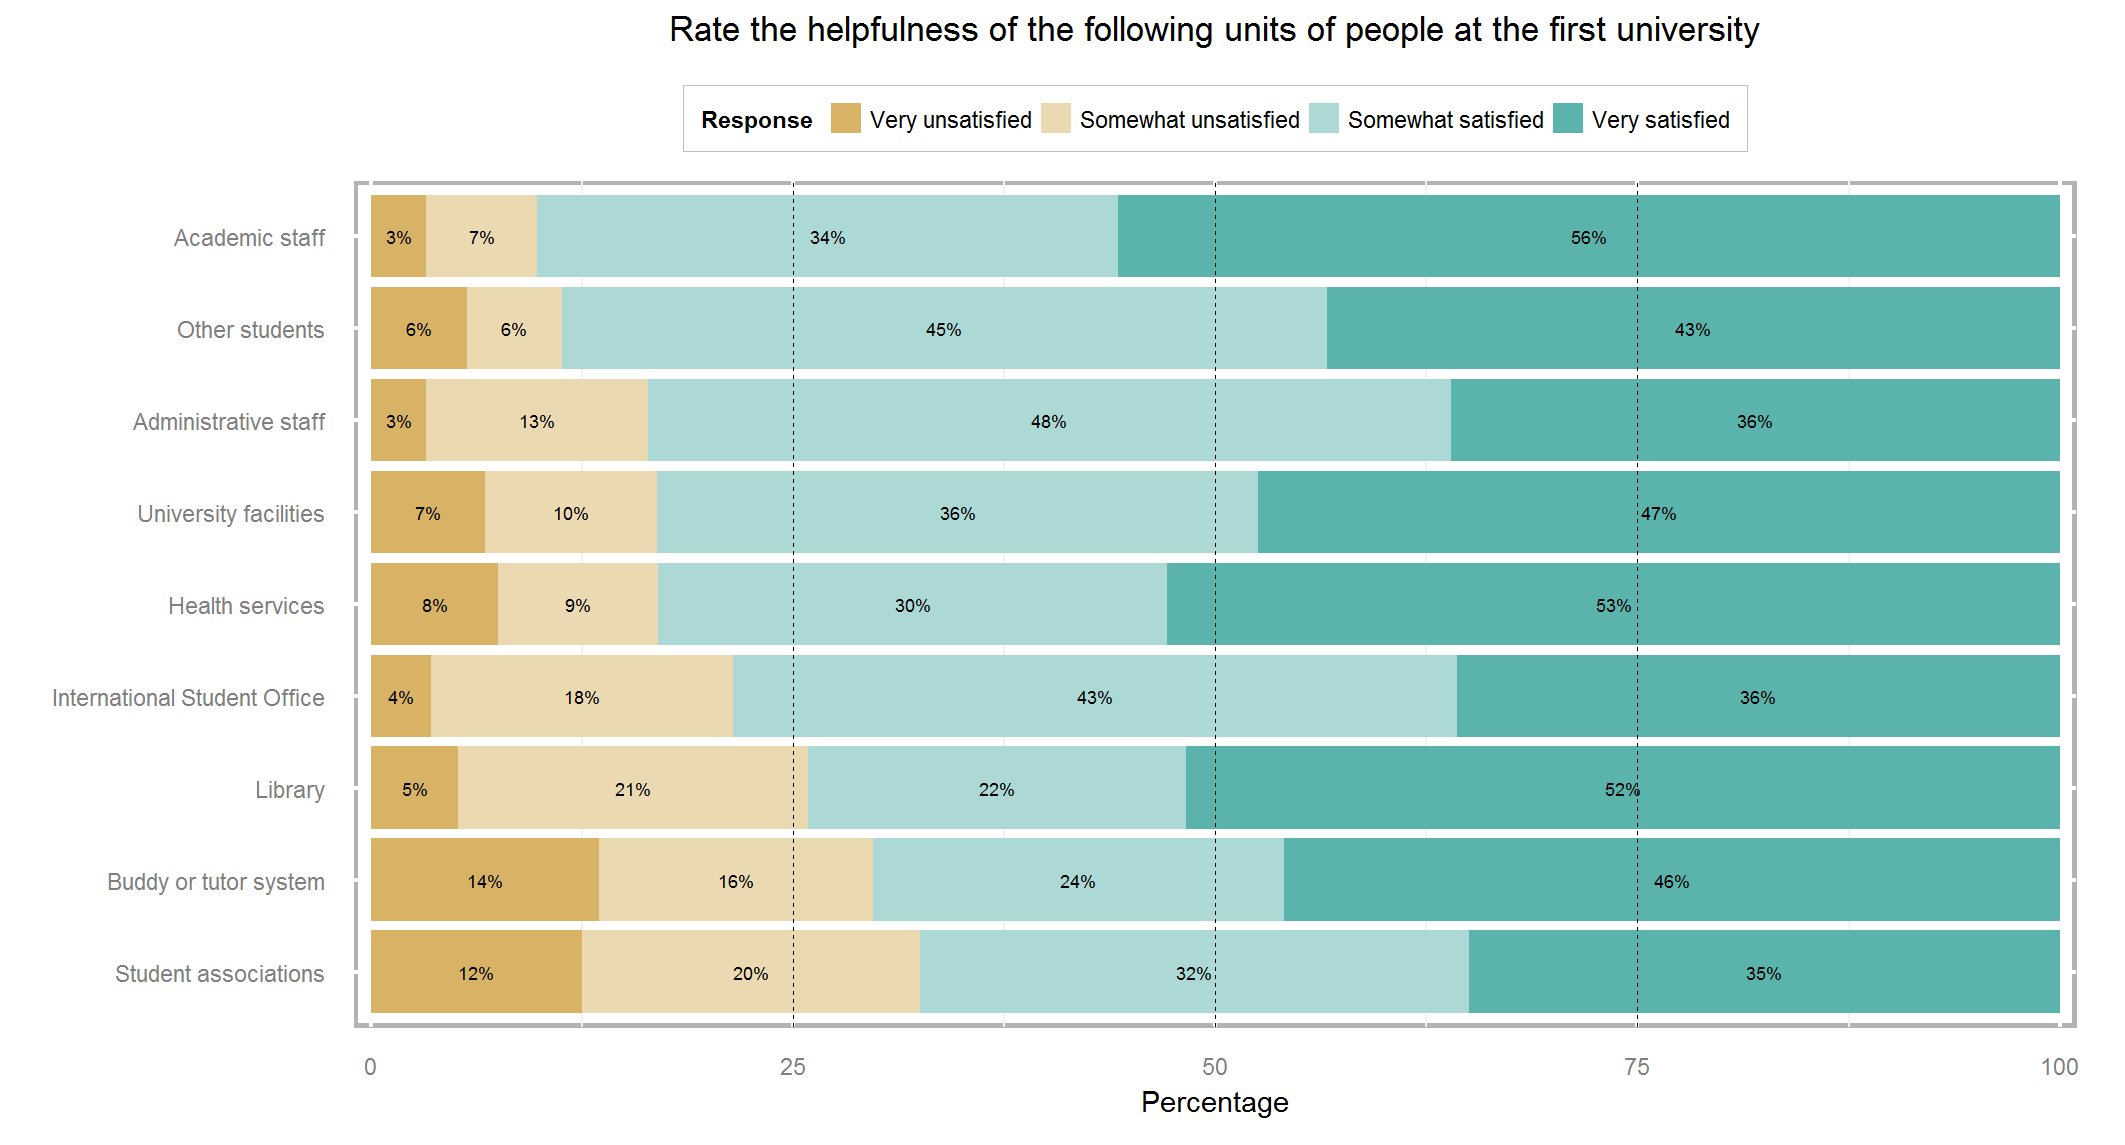 Rate the helpfulness of the following units of people at the first university
Response Very unsatisfied Somewhat unsatisfied Somewhat satisfied Very satisfied
Academic staff 3% 7% 34% 56%
Other students 6% 6% 45% 43%
Administrative staff 3% 13% 48% 36%
University facilities 7% 10% 36% 47%
Health services 8% 9% 30% 53%
International Student Office 4% 18% 43% 36%
Library 5% 21% 22% 52%
Buddy or tutor system 14% 16% 24% 46%
Student associations 12% 20% 32% 35%
0 25 50 75 100
Percentage